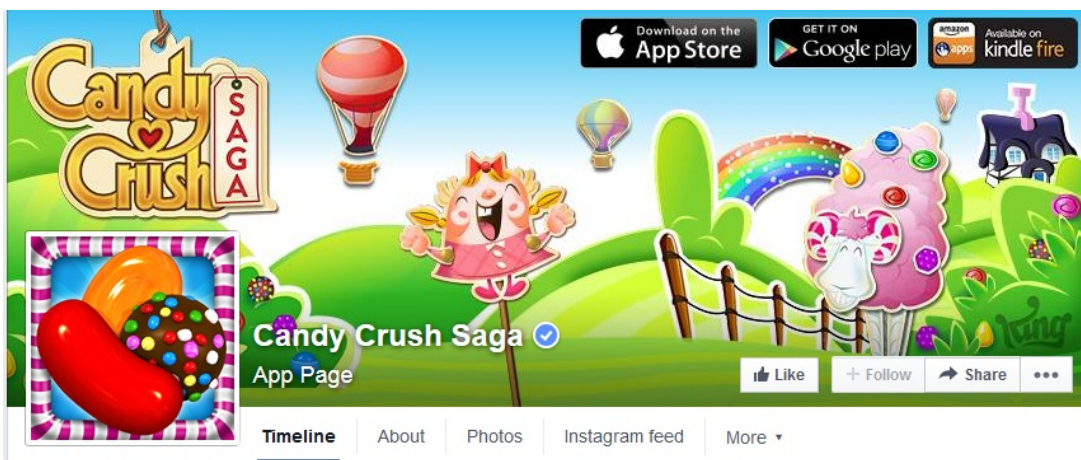 Candy
Crush
SAGA
Download on the
App Store
GET IT ON
Google play
amazon
apps
Available on
kindle fire
King
Candy Crush Saga
App Page
Like
+ Follow
Share
Timeline
About
Photos
Instagram feed
More